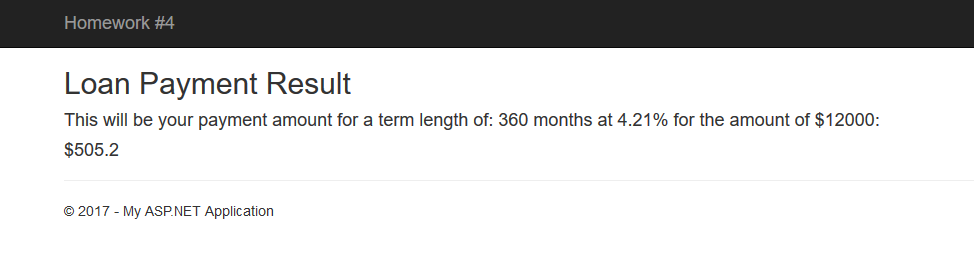 Homework #4
Loan Payment Result
This will be your payment amount for a term length of: 360 months at 4.21% for the amount of $12000:
$505.2
© 2017 - My ASP.NET Application